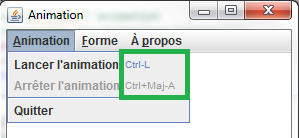 Animation
Animation Forme À propos
Lancer l'animation Ctrl-L
Arrêter l'animation Ctrl+Maj-A
Quitter